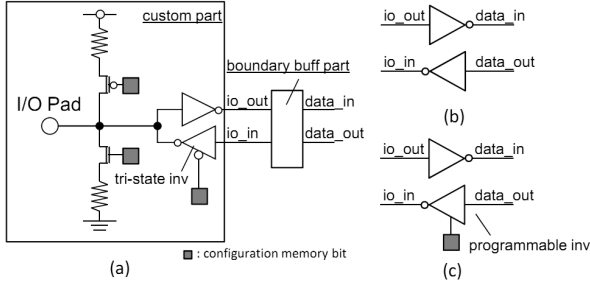 custom part
boundary buff part
I/O Pad
io_out
data_in
io_in
data_out
tri-state inv
: configuration memory bit
(a)
io_out
data_in
io_in
data_out
(b)
io_out
data_in
io_in
data_out
programmable inv
(c)